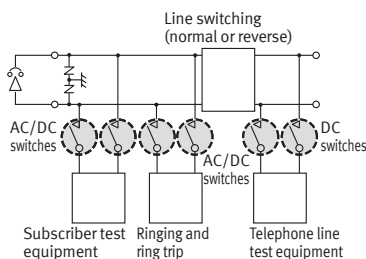 Line switching
(normal or reverse)
AC/DC
switches
DC
switches
AC/DC
switches
Subscriber test
equipment
Ringing and
ring trip
Telephone line
test equipment